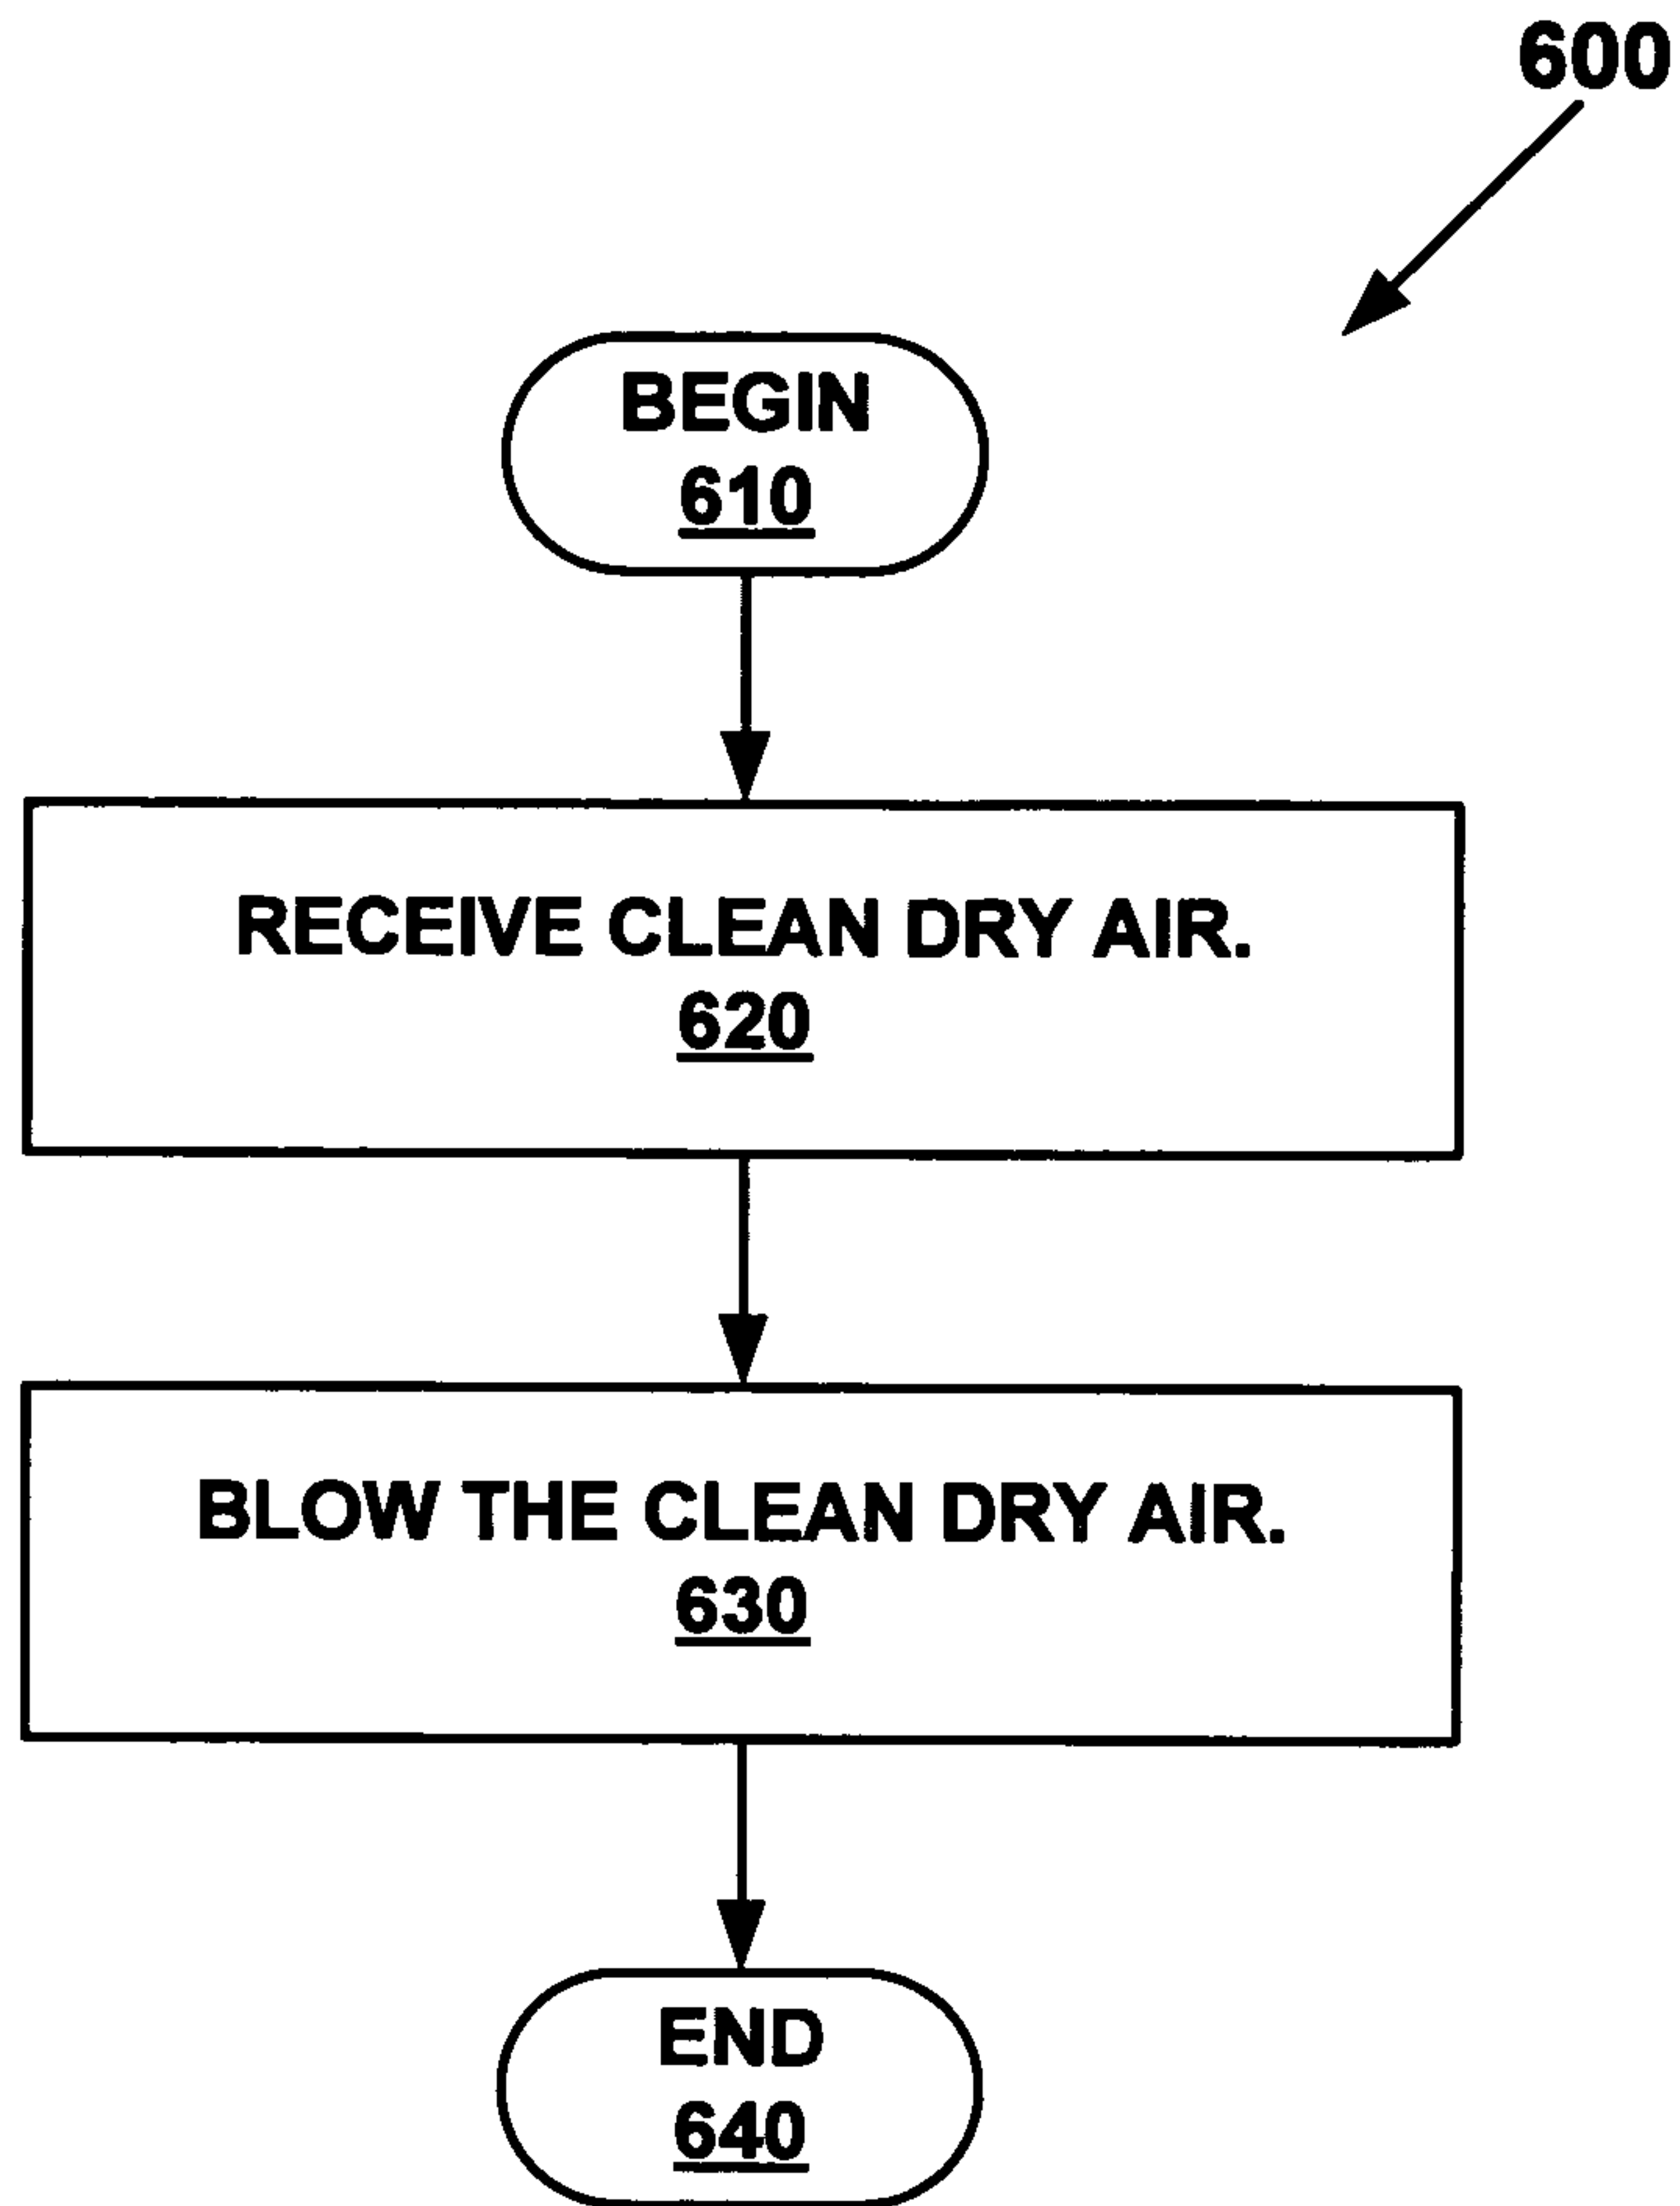 600
BEGIN
610
RECEIVE CLEAN DRY AIR.
620
BLOW THE CLEAN DRY AIR.
630
END
640